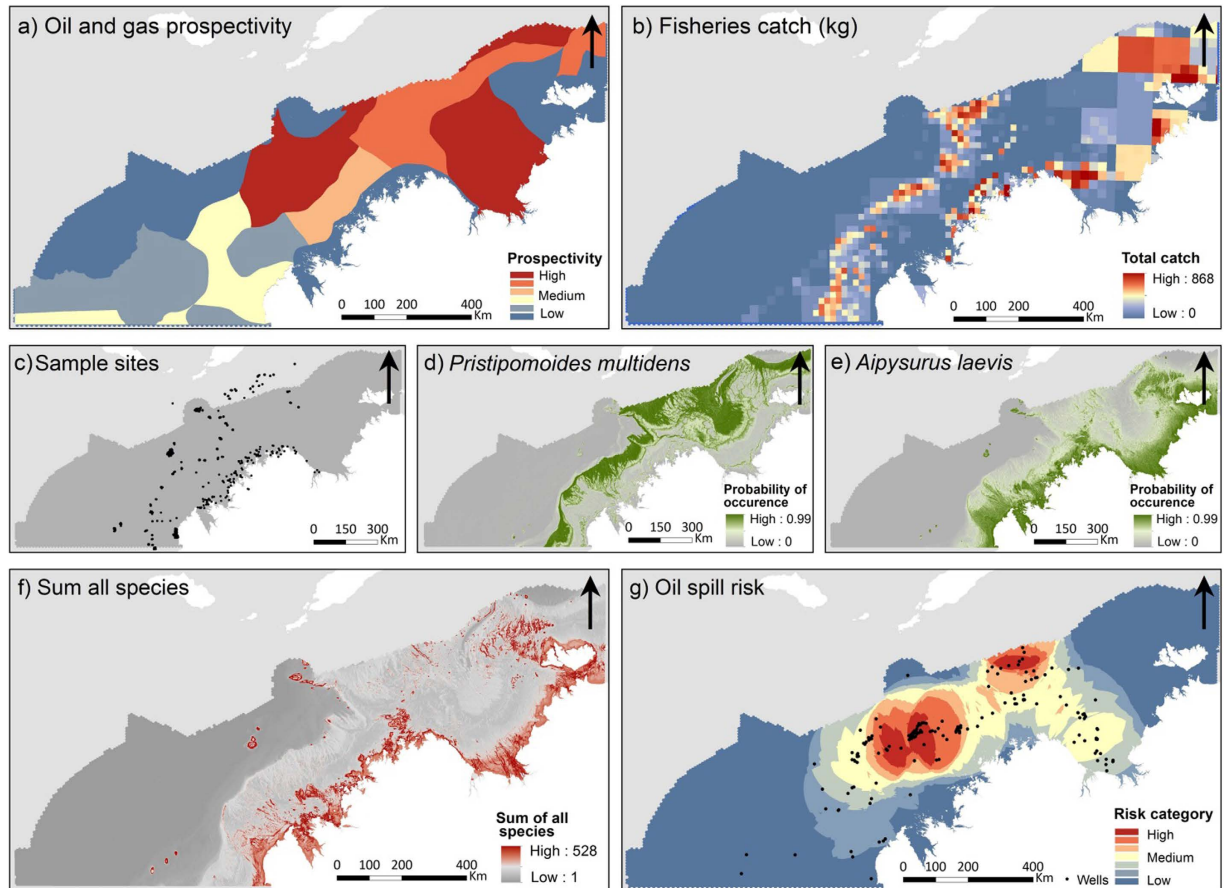 a) Oil and gas prospectivity
Prospectivity
High
Medium
Low
0 100 200 400
Km
b) Fisheries catch (kg)
Total catch
High : 868
Low : 0
0 100 200 400
Km
c) Sample sites
0 150 300
Km
d) Pristipomoides multidens
Probability of
occurence
High : 0.99
Low : 0
0 150 300
Km
e) Aipysurus laevis
Probability of
occurence
High : 0.99
Low : 0
0 150 300
Km
f) Sum all species
Sum of all
species
High : 528
Low : 1
0 100 200 400
Km
g) Oil spill risk
Risk category
High
Medium
Low
Wells
0 100 200 400
Km